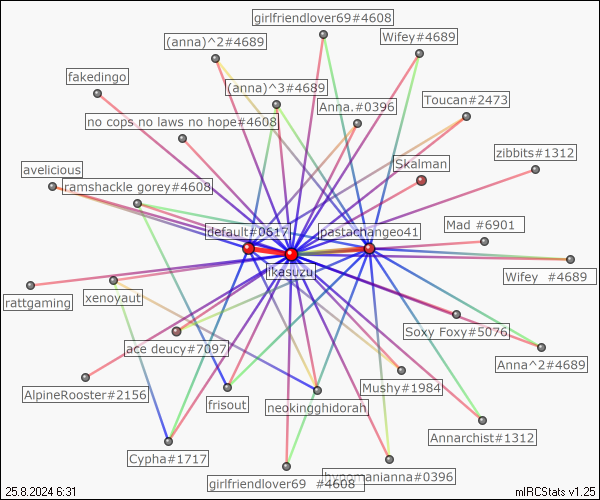 girlfriendlover69#4608
Wifey#4689
(anna)^2#4689
fakedingo
(anna)^3#4689
Anna.#0396
Toucan#2473
no cops no laws no hope#4608
zibbits#1312
Skalman
avelicious
ramshackle gorey#4608
default#0617
pastachangeo41
Mad #6901
ikasuzu
Wifey #4689
rattgaming
xenoyaut
Soxy Foxy#5076
ace deucy#7097
Anna^2#4689
AlpineRooster#2156
Mushy#1984
frisout
neokingghidorah
Annarchist#1312
Cypha#1717
girlfriendlover69 #4608
hypomanianna#0396
25.8.2024 6:31
mIRCStats v1.25